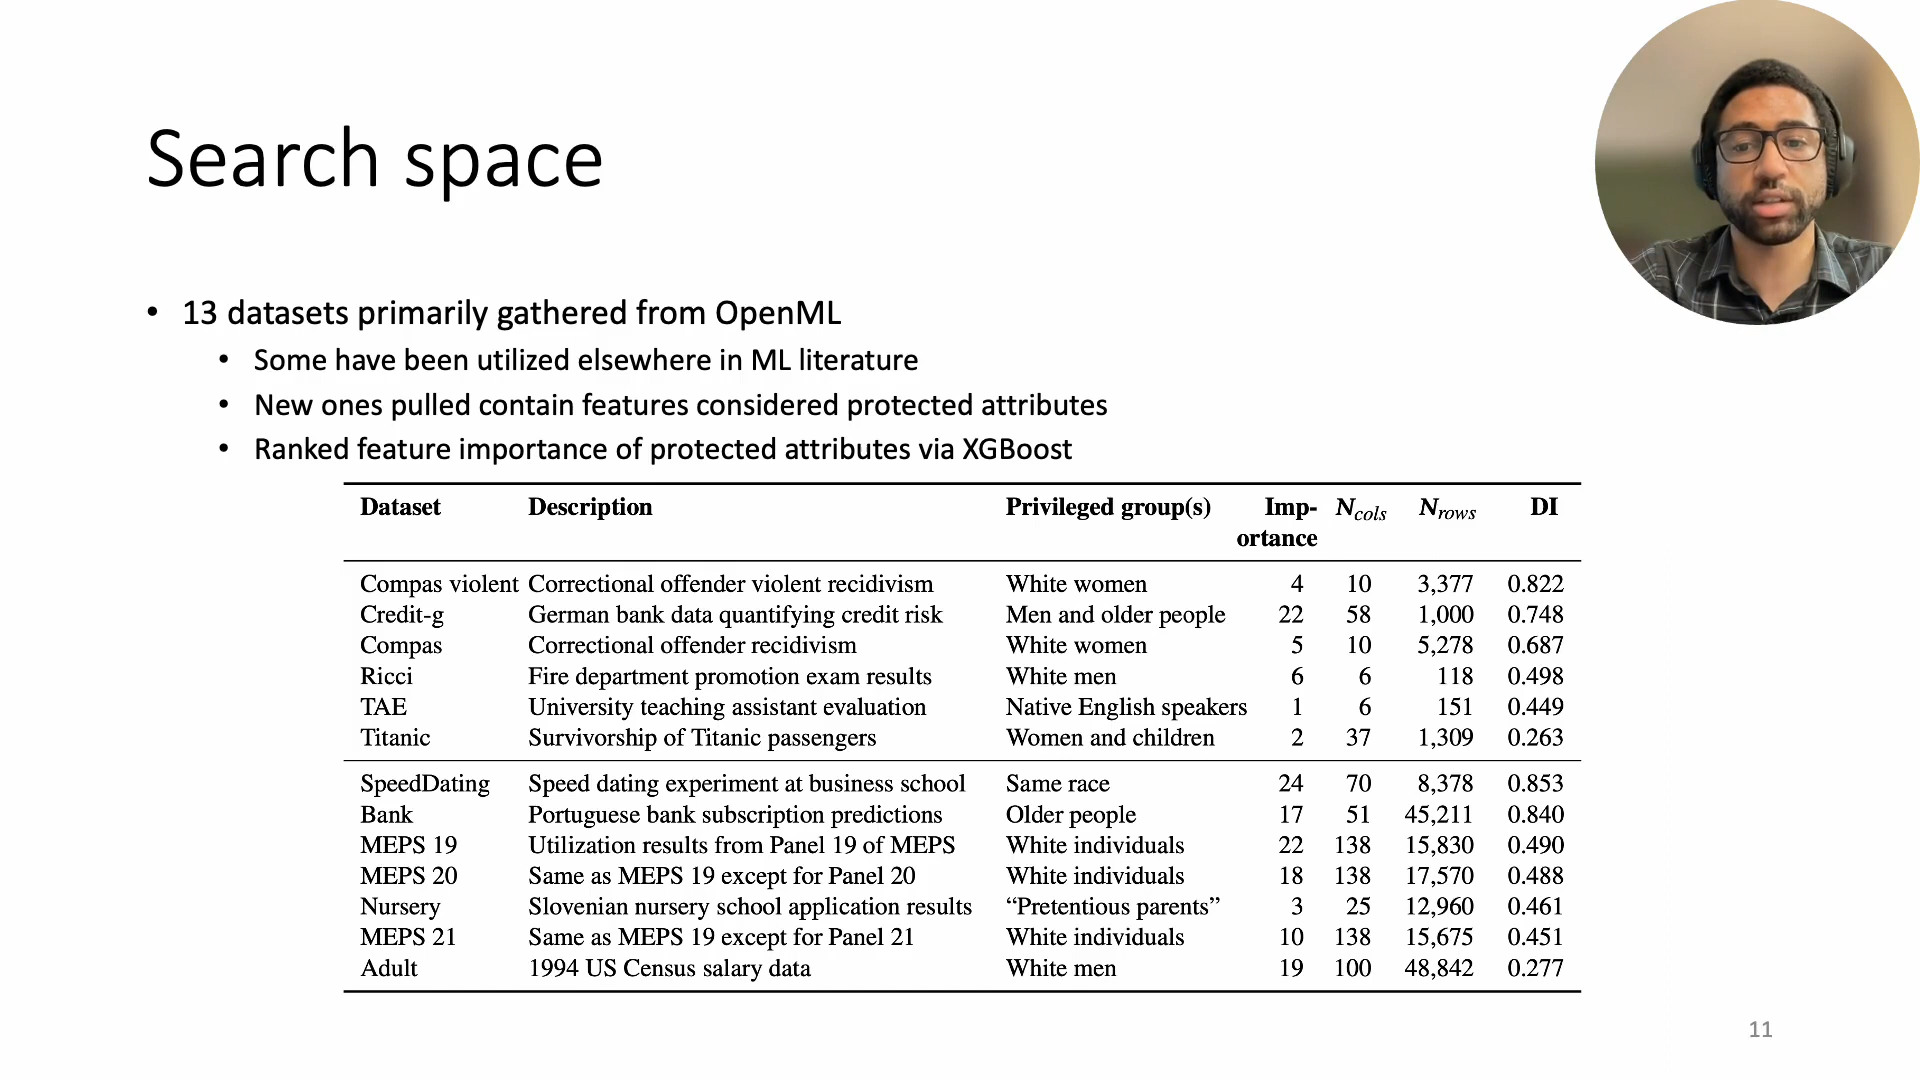 Search space
• 13 datasets primarily gathered from OpenML
• Some have been utilized elsewhere in ML literature
• New ones pulled contain features considered protected attributes
• Ranked feature importance of protected attributes via XGBoost
Dataset Description Privileged group(s) Imp- Ncols Nrows DI
ortance
Compas violent Correctional offender violent recidivism White women 4 10 3,377 0.822
Credit-g German bank data quantifying credit risk Men and older people 22 58 1,000 0.748
Compas Correctional offender recidivism White women 5 10 5,278 0.687
Ricci Fire department promotion exam results White men 6 6 118 0.498
TAE University teaching assistant evaluation Native English speakers 1 6 151 0.449
Titanic Survivorship of Titanic passengers Women and children 2 37 1,309 0.263
SpeedDating Speed dating experiment at business school Same race 24 70 8,378 0.853
Bank Portuguese bank subscription predictions Older people 17 51 45,211 0.840
MEPS 19 Utilization results from Panel 19 of MEPS White individuals 22 138 15,830 0.490
MEPS 20 Same as MEPS 19 except for Panel 20 White individuals 18 138 17,570 0.488
Nursery Slovenian nursery school application results “Pretentious parents” 3 25 12,960 0.461
MEPS 21 Same as MEPS 19 except for Panel 21 White individuals 10 138 15,675 0.451
Adult 1994 US Census salary data White men 19 100 48,842 0.277
11